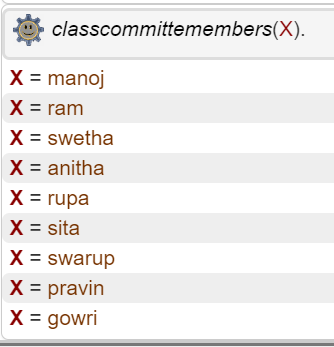 classcommittemembers(X).
X = manoj
X = ram
X = swetha
X = anitha
X = rupa
X = sita
X = swarup
X = pravin
X = gowri